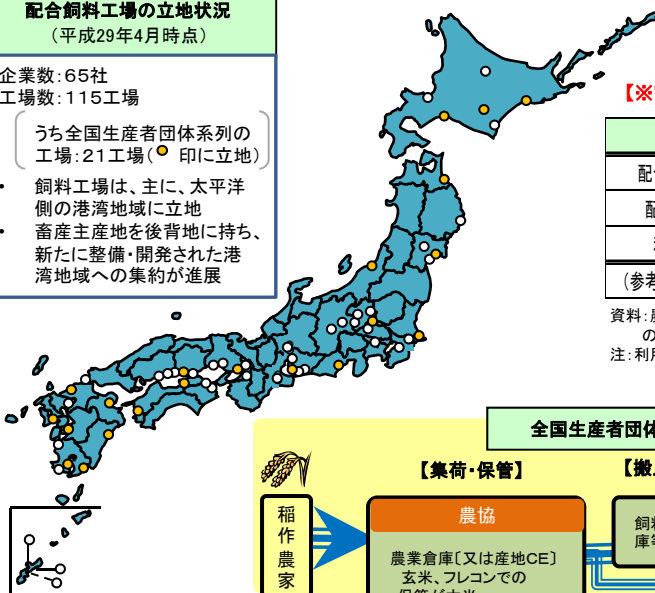 配合飼料工場の立地状況
(平成29年4月時点)
企業数:65社
工場数:115工場
うち全国生産者団体系列の
工場:21工場( 印に立地)
・ 飼料工場は、主に、太平洋
側の港湾地域に立地
・ 畜産主産地を後背地に持ち、
新たに整備・開発された港
湾地域への集約が進展
【※
配
配
(参考
資料:
の
注:利用
全国生産者団体
【集荷・保管】
【搬
稲
作
農
家
農協
農業倉庫〔又は産地CE〕
玄米、フレコンでの
飼料
庫等